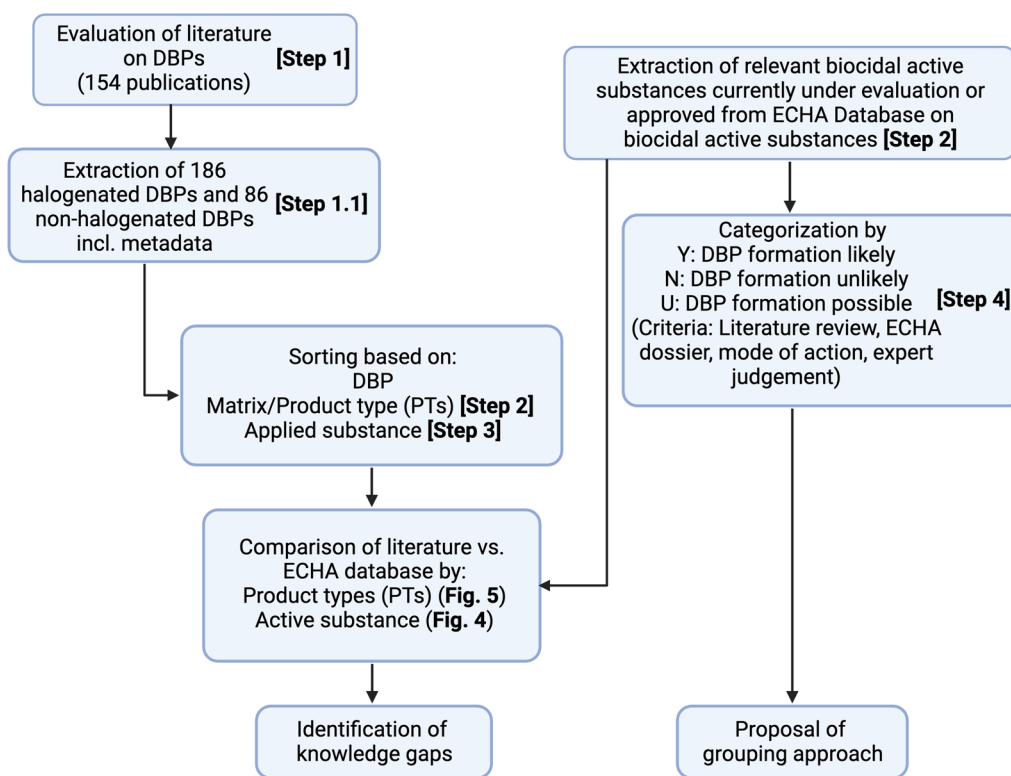 Evaluation of literature
on DBPs [Step 1]
(154 publications)
Extraction of 186
halogenated DBPs and 86
non-halogenated DBPs [Step 1.1]
incl. metadata
Sorting based on:
DBP
Matrix/Product type (PTs) [Step 2]
Applied substance [Step 3]
Comparison of literature vs.
ECHA database by:
Product types (PTs) (Fig. 5)
Active substance (Fig. 4)
Identification of
knowledge gaps
Extraction of relevant biocidal active
substances currently under evaluation or
approved from ECHA Database on
biocidal active substances [Step 2]
Categorization by
Y: DBP formation likely
N: DBP formation unlikely
U: DBP formation possible [Step 4]
(Criteria: Literature review, ECHA
dossier, mode of action, expert
judgement)
Proposal of
grouping approach